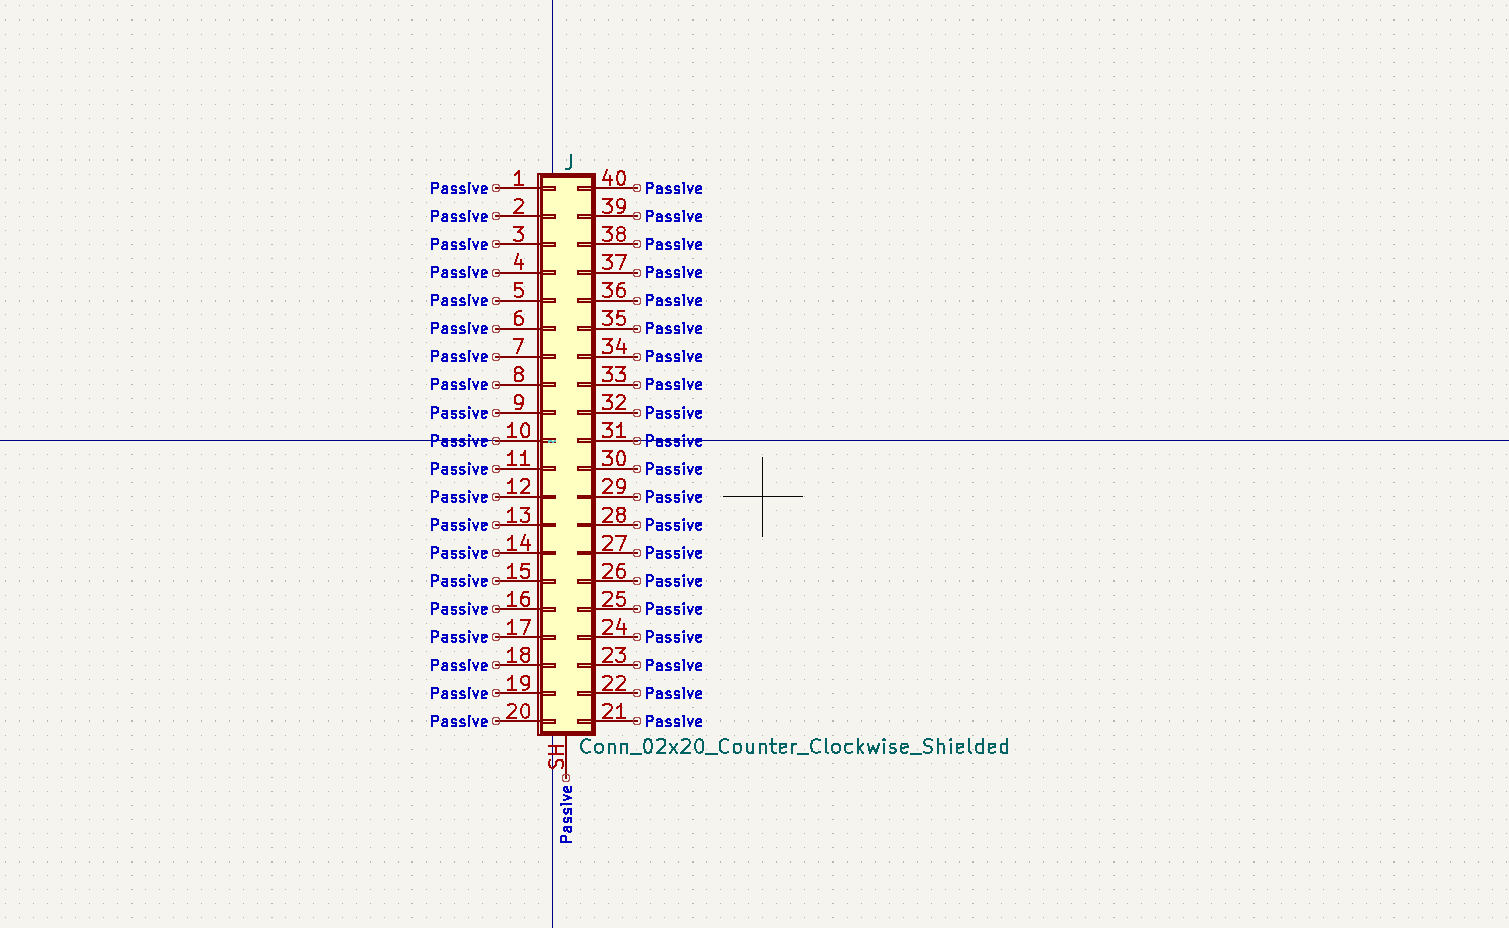 J
Passive 1 40 Passive
Passive 2 39 Passive
Passive 3 38 Passive
Passive 4 37 Passive
Passive 5 36 Passive
Passive 6 35 Passive
Passive 7 34 Passive
Passive 8 33 Passive
Passive 9 32 Passive
Passive 10 31 Passive
Passive 11 30 Passive
Passive 12 29 Passive
Passive 13 28 Passive
Passive 14 27 Passive
Passive 15 26 Passive
Passive 16 25 Passive
Passive 17 24 Passive
Passive 18 23 Passive
Passive 19 22 Passive
Passive 20 21 Passive
SH
Conn_02x20_Counter_Clockwise_Shielded
Passive